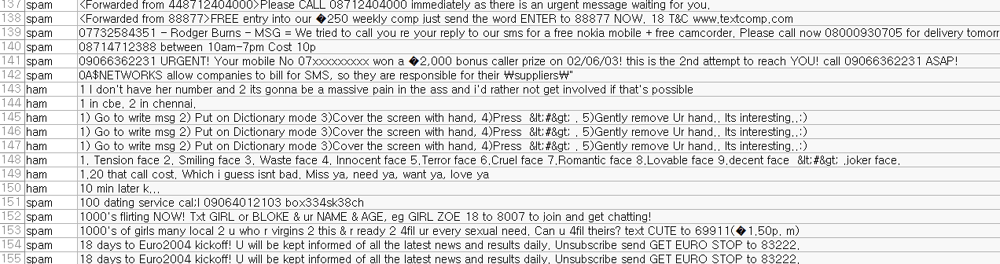 137 spam <Forwarded from 448712404000>Please CALL 08712404000 immediately as there is an urgent message waiting for you.
138 spam <Forwarded from 88877>FREE entry into our �250 weekly comp just send the word ENTER to 88877 NOW. 18 T&C www.textcomp.com
139 spam 07732584351 - Rodger Burns - MSG = We tried to call you re your reply to our sms for a free nokia mobile + free camcorder. Please call now 08000930705 for delivery tomorr
140 spam 08714712388 between 10am-7pm Cost 10p
141 spam 09066362231 URGENT! Your mobile No 07xxxxxxxxx won a �2,000 bonus caller prize on 02/06/03! this is the 2nd attempt to reach YOU! call 09066362231 ASAP!
142 spam 0A$NETWORKS allow companies to bill for SMS, so they are responsible for their ₩suppliers₩"
143 ham 1 I don't have her number and 2 its gonna be a massive pain in the ass and i'd rather not get involved if that's possible
144 ham 1 in cbe. 2 in chennai.
145 ham 1) Go to write msg 2) Put on Dictionary mode 3)Cover the screen with hand, 4)Press &lt;#&gt; . 5)Gently remove Ur hand.. Its interesting..:)
146 ham 1) Go to write msg 2) Put on Dictionary mode 3)Cover the screen with hand, 4)Press &lt;#&gt; . 5)Gently remove Ur hand.. Its interesting..:)
147 ham 1) Go to write msg 2) Put on Dictionary mode 3)Cover the screen with hand, 4)Press &lt;#&gt; . 5)Gently remove Ur hand.. Its interesting..:)
148 ham 1. Tension face 2. Smiling face 3. Waste face 4. Innocent face 5.Terror face 6.Cruel face 7.Romantic face 8.Lovable face 9.decent face &lt;#&gt; .joker face.
149 ham 1.20 that call cost. Which i guess isnt bad. Miss ya, need ya, want ya, love ya
150 ham 10 min later k...
151 spam 100 dating service cal;l 09064012103 box334sk38ch
152 spam 1000's flirting NOW! Txt GIRL or BLOKE & ur NAME & AGE, eg GIRL ZOE 18 to 8007 to join and get chatting!
153 spam 1000's of girls many local 2 u who r virgins 2 this & r ready 2 4fil ur every sexual need. Can u 4fil theirs? text CUTE to 69911(�1.50p. m)
154 spam 18 days to Euro2004 kickoff! U will be kept informed of all the latest news and results daily. Unsubscribe send GET EURO STOP to 83222.
155 spam 18 days to Euro2004 kickoff! U will be kept informed of all the latest news and results daily. Unsubscribe send GET EURO STOP to 83222.